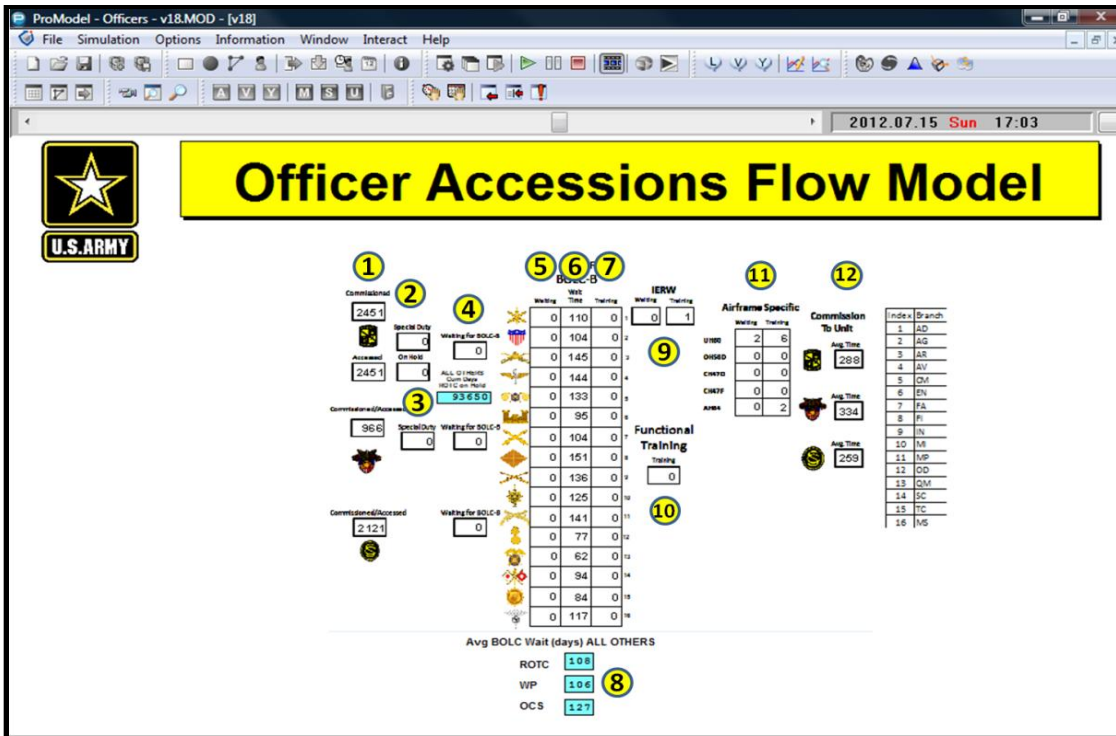 ProModel - Officers - v18.MOD - [v18]
File Simulation Options Information Window Interact Help
L V Y
A V Y M S U
2012.07.15 Sun 17:03
U.S.ARMY
Officer Accessions Flow Model
1 2 3 4 5 6 7 8 9 10 11 12
Commissioned
2451
Special Duty
0
Waiting for BOLC-B
0
Accessed On Hold
2451 0
ALL OTHERS
Cum Days
ROTC on Hold
93650
Commissioned/Accessed
966
Special Duty Waiting for BOLC-B
0 0
Commissioned/Accessed Waiting for BOLC-B
2121 0
BOLC-B
Waiting Wait Time Training
0 110 0 1
0 104 0 2
0 145 0 3
0 144 0 4
0 133 0 5
0 95 0 6
0 104 0 7
0 151 0 8
0 136 0 9
0 125 0 10
0 141 0 11
0 77 0 12
0 62 0 13
0 94 0 14
0 84 0 15
0 117 0 16
IERW
Waiting Training
0 1
Functional
Training
Training
0
Airframe Specific
Waiting Training
UH60 2 6
OH58D 0 0
CH47D 0 0
CH47F 0 0
AH64 0 2
Commission
To Unit
Avg. Time
288
Avg. Time
334
Avg. Time
259
Index Branch
1 AD
2 AG
3 AR
4 AV
5 CM
6 EN
7 FA
8 FI
9 IN
10 MI
11 MP
12 OD
13 QM
14 SC
15 TC
16 MS
Avg BOLC Wait (days) ALL OTHERS
ROTC 108
WP 106
OCS 127